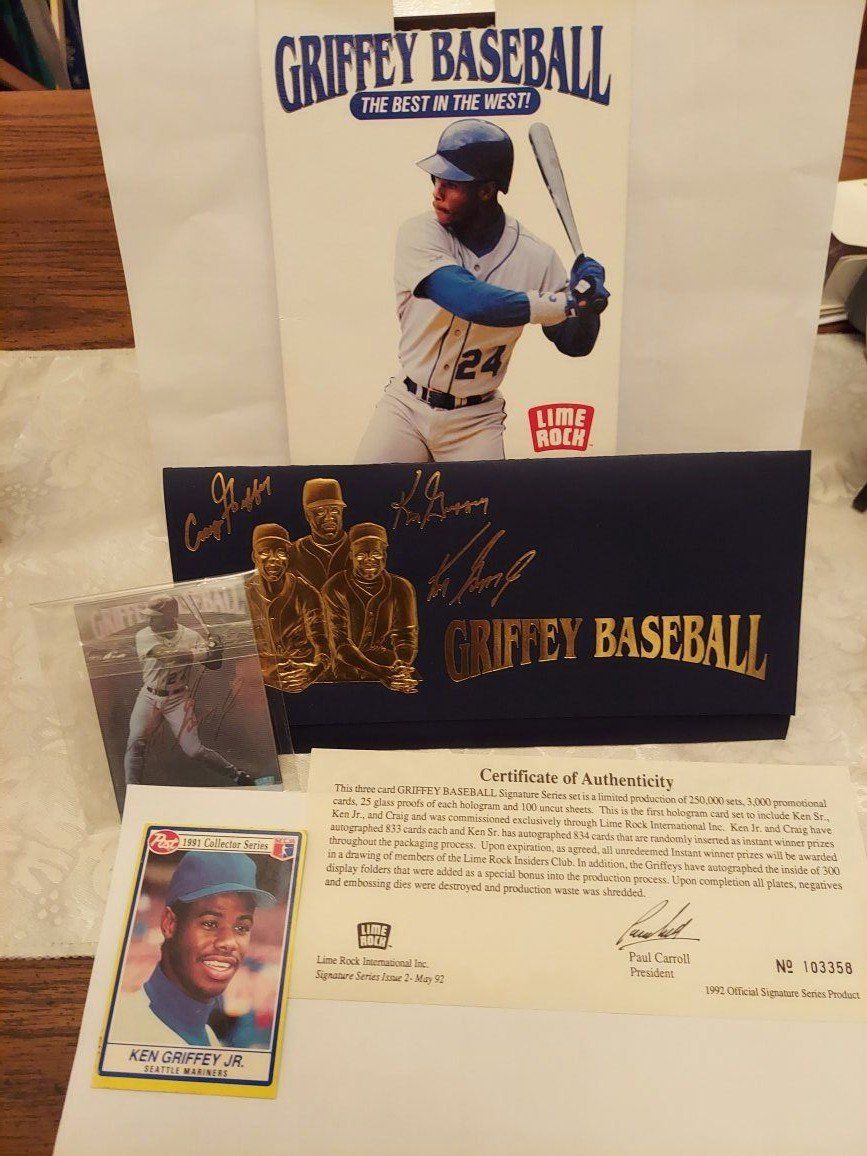 GRIFFEY BASEBALL
THE BEST IN THE WEST!
24
LIME
ROCK
Craig Griffey
Ken Griffey
GRIFFEY BASEBALL
GRIFFEY BASEBALL
24
Certificate of Authenticity
This three card GRIFFEY BASEBALL Signature Series set is a limited production of 250,000 sets, 3,000 promotional
cards, 25 glass proofs of each hologram and 100 uncut sheets. This is the first hologram card set to include Ken Sr.,
Ken Jr., and Craig and was commissioned exclusively through Lime Rock International Inc. Ken Jr. and Craig have
autographed 833 cards each and Ken Sr. has autographed 834 cards that are randomly inserted as instant winner prizes
throughout the packaging process. Upon expiration, as agreed, all unredeemed Instant winner prizes will be awarded
in a drawing of members of the Lime Rock Insiders Club. In addition, the Griffeys have autographed the inside of 300
display folders that were added as a special bonus into the production process. Upon completion all plates, negatives
and embossing dies were destroyed and production waste was shredded.
LIME
ROCK
Lime Rock International Inc.
Signature Series Issue 2- May 92
Paul Carroll
President
Nº 103358
1992 Official Signature Series Product
Post
1991 Collector Series
KEN GRIFFEY JR.
SEATTLE MARINERS